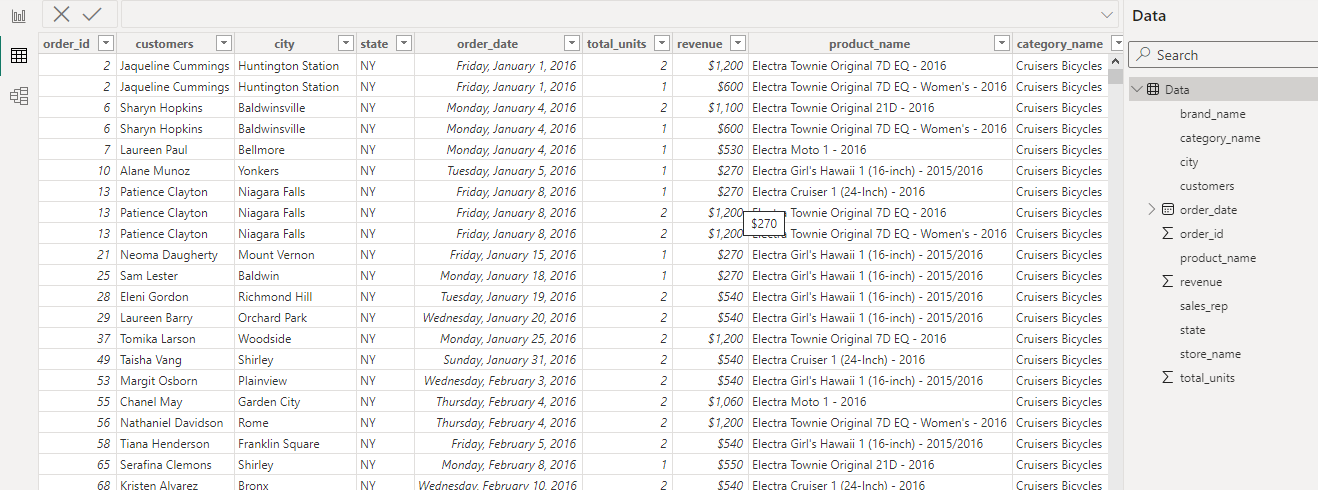 Data
order_id customers city state order_date total_units revenue product_name category_name
Search
2 Jaqueline Cummings Huntington Station NY Friday, January 1, 2016 2 $1,200 Electra Townie Original 7D EQ - 2016 Cruisers Bicycles
2 Jaqueline Cummings Huntington Station NY Friday, January 1, 2016 1 $600 Electra Townie Original 7D EQ - Women's - 2016 Cruisers Bicycles
6 Sharyn Hopkins Baldwinsville NY Monday, January 4, 2016 2 $1,100 Electra Townie Original 21D - 2016 Cruisers Bicycles
6 Sharyn Hopkins Baldwinsville NY Monday, January 4, 2016 1 $600 Electra Townie Original 7D EQ - Women's - 2016 Cruisers Bicycles
7 Laureen Paul Bellmore NY Monday, January 4, 2016 1 $530 Electra Moto 1 - 2016 Cruisers Bicycles
10 Alane Munoz Yonkers NY Tuesday, January 5, 2016 1 $270 Electra Girl's Hawaii 1 (16-inch) - 2015/2016 Cruisers Bicycles
13 Patience Clayton Niagara Falls NY Friday, January 8, 2016 1 $270 Electra Cruiser 1 (24-Inch) - 2016 Cruisers Bicycles
13 Patience Clayton Niagara Falls NY Friday, January 8, 2016 2 $1,200 Electra Townie Original 7D EQ - 2016 Cruisers Bicycles
$270
13 Patience Clayton Niagara Falls NY Friday, January 8, 2016 2 $1,200 Townie Original 7D EQ - Women's - 2016 Cruisers Bicycles
21 Neoma Daugherty Mount Vernon NY Friday, January 15, 2016 1 $270 Electra Girl's Hawaii 1 (16-inch) - 2015/2016 Cruisers Bicycles
25 Sam Lester Baldwin NY Monday, January 18, 2016 1 $270 Electra Girl's Hawaii 1 (16-inch) - 2015/2016 Cruisers Bicycles
28 Eleni Gordon Richmond Hill NY Tuesday, January 19, 2016 2 $540 Electra Girl's Hawaii 1 (16-inch) - 2015/2016 Cruisers Bicycles
29 Laureen Barry Orchard Park NY Wednesday, January 20, 2016 2 $540 Electra Girl's Hawaii 1 (16-inch) - 2015/2016 Cruisers Bicycles
37 Tomika Larson Woodside NY Monday, January 25, 2016 2 $1,200 Electra Townie Original 7D EQ - 2016 Cruisers Bicycles
49 Taisha Vang Shirley NY Sunday, January 31, 2016 2 $540 Electra Cruiser 1 (24-Inch) - 2016 Cruisers Bicycles
53 Margit Osborn Plainview NY Wednesday, February 3, 2016 2 $540 Electra Girl's Hawaii 1 (16-inch) - 2015/2016 Cruisers Bicycles
55 Chanel May Garden City NY Thursday, February 4, 2016 2 $1,060 Electra Moto 1 - 2016 Cruisers Bicycles
56 Nathaniel Davidson Rome NY Thursday, February 4, 2016 2 $1,200 Electra Townie Original 7D EQ - Women's - 2016 Cruisers Bicycles
58 Tiana Henderson Franklin Square NY Friday, February 5, 2016 2 $540 Electra Girl's Hawaii 1 (16-inch) - 2015/2016 Cruisers Bicycles
65 Serafina Clemons Shirley NY Monday, February 8, 2016 1 $550 Electra Townie Original 21D - 2016 Cruisers Bicycles
68 Kristen Alvarez Bronx NY Wednesday, February 10, 2016 2 $540 Electra Cruiser 1 (24-Inch) - 2016 Cruisers Bicycles
Data
brand_name
category_name
city
customers
order_date
order_id
product_name
revenue
sales_rep
state
store_name
total_units